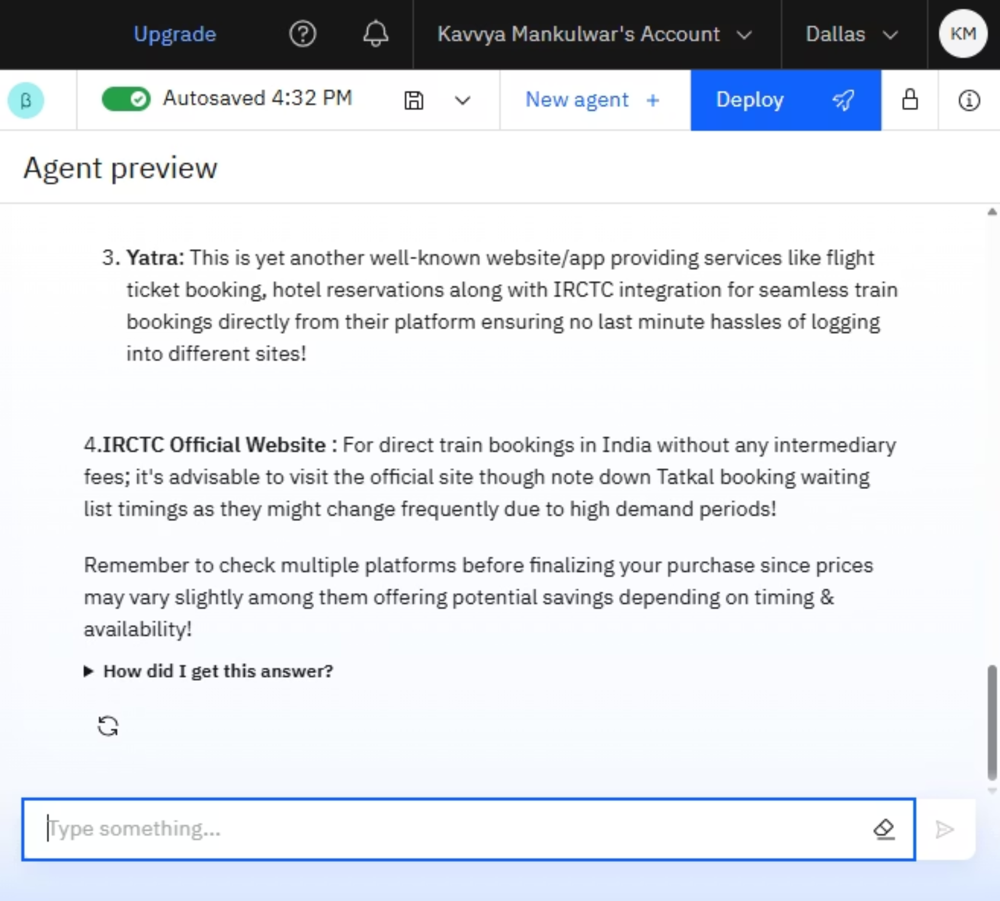 Upgrade
Kavvya Mankulwar's Account
Dallas
KM
β
Autosaved 4:32 PM
New agent +
Deploy
Agent preview
3. Yatra: This is yet another well-known website/app providing services like flight
ticket booking, hotel reservations along with IRCTC integration for seamless train
bookings directly from their platform ensuring no last minute hassles of logging
into different sites!
4.IRCTC Official Website : For direct train bookings in India without any intermediary
fees; it's advisable to visit the official site though note down Tatkal booking waiting
list timings as they might change frequently due to high demand periods!
Remember to check multiple platforms before finalizing your purchase since prices
may vary slightly among them offering potential savings depending on timing &
availability!
How did I get this answer?
Type something...